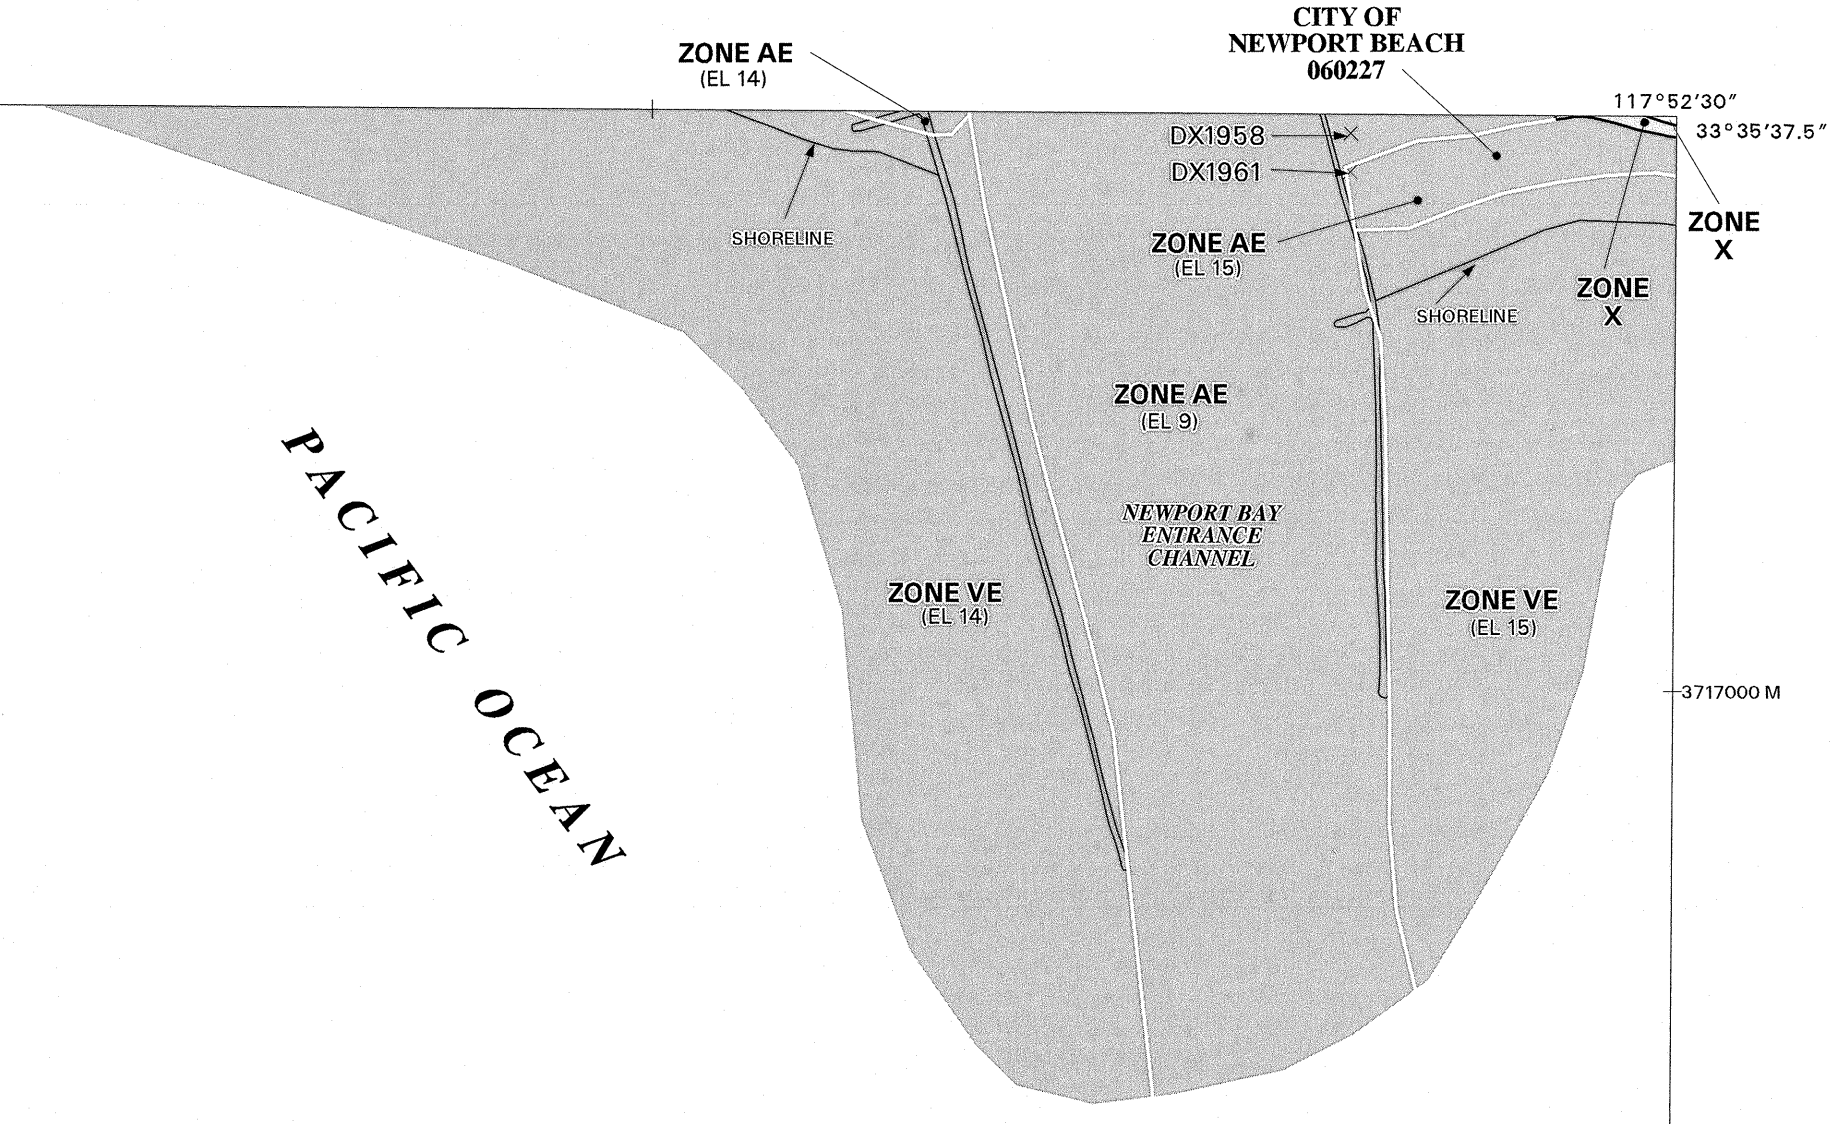 CITY OF
NEWPORT BEACH
060227
ZONE AE
(EL 14)
117°52'30"
33°35'37.5"
DX1958
DX1961
SHORELINE
ZONE AE
(EL 15)
ZONE
X
ZONE
X
SHORELINE
ZONE AE
(EL 9)
NEWPORT BAY
ENTRANCE
CHANNEL
ZONE VE
(EL 14)
ZONE VE
(EL 15)
PACIFIC OCEAN
3717000 M